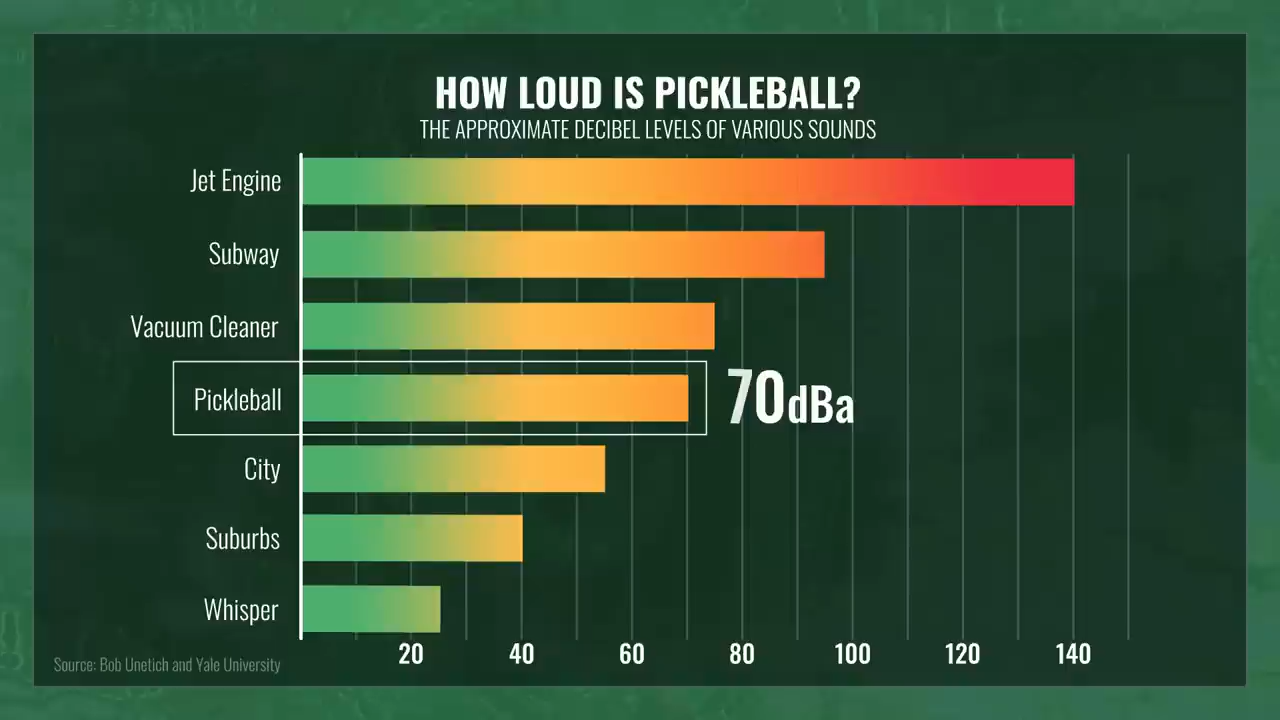 HOW LOUD IS PICKLEBALL?
THE APPROXIMATE DECIBEL LEVELS OF VARIOUS SOUNDS
Jet Engine
Subway
Vacuum Cleaner
Pickleball
70dBa
City
Suburbs
Whisper
20 40 60 80 100 120 140
Source: Bob Unetich and Yale University